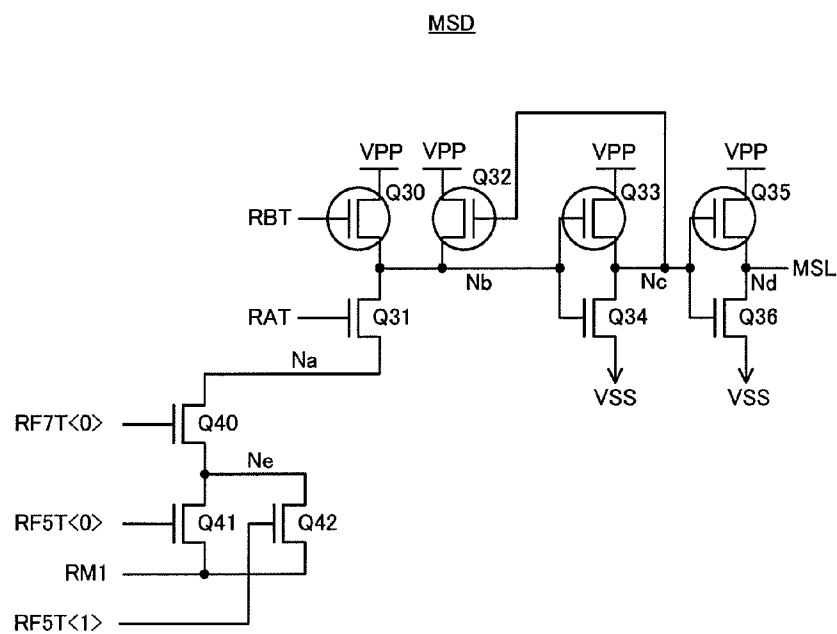 MSD
VPP VPP VPP VPP
Q30 Q32 Q33 Q35
RBT
Nb Nc Nd MSL
RAT Q31 Q34 Q36
Na
VSS VSS
RF7T<0> Q40
Ne
RF5T<0> Q41 Q42
RM1
RF5T<1>